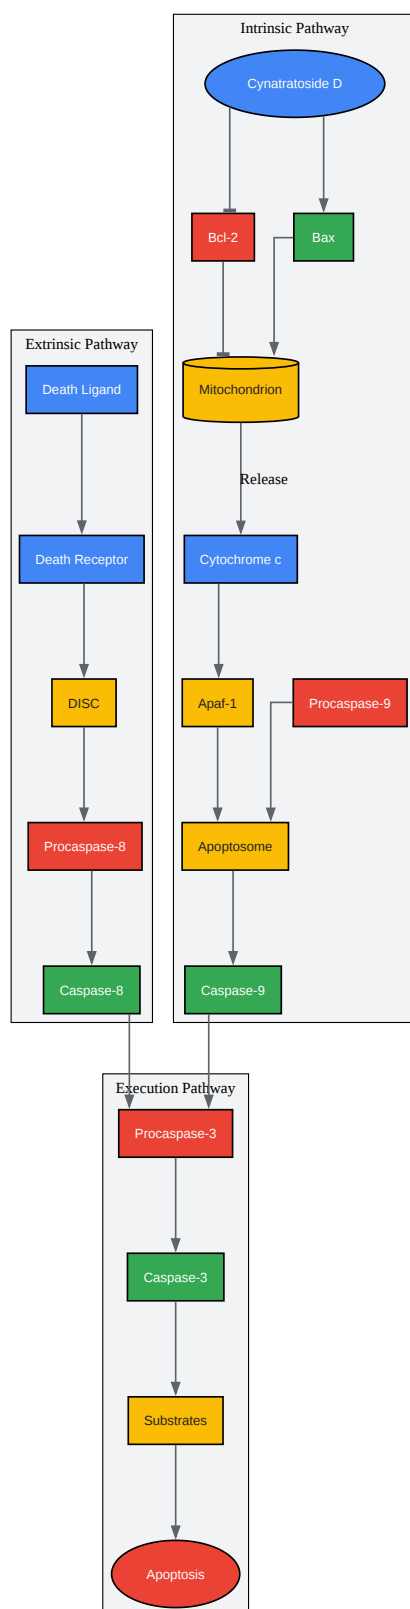 Intrinsic Pathway
Cynatratoside D
Bcl-2
Bax
Mitochondrion
Release
Cytochrome c
Apaf-1
Procaspase-9
Apoptosome
Caspase-9
Extrinsic Pathway
Death Ligand
Death Receptor
DISC
Procaspase-8
Caspase-8
Execution Pathway
Procaspase-3
Caspase-3
Substrates
Apoptosis